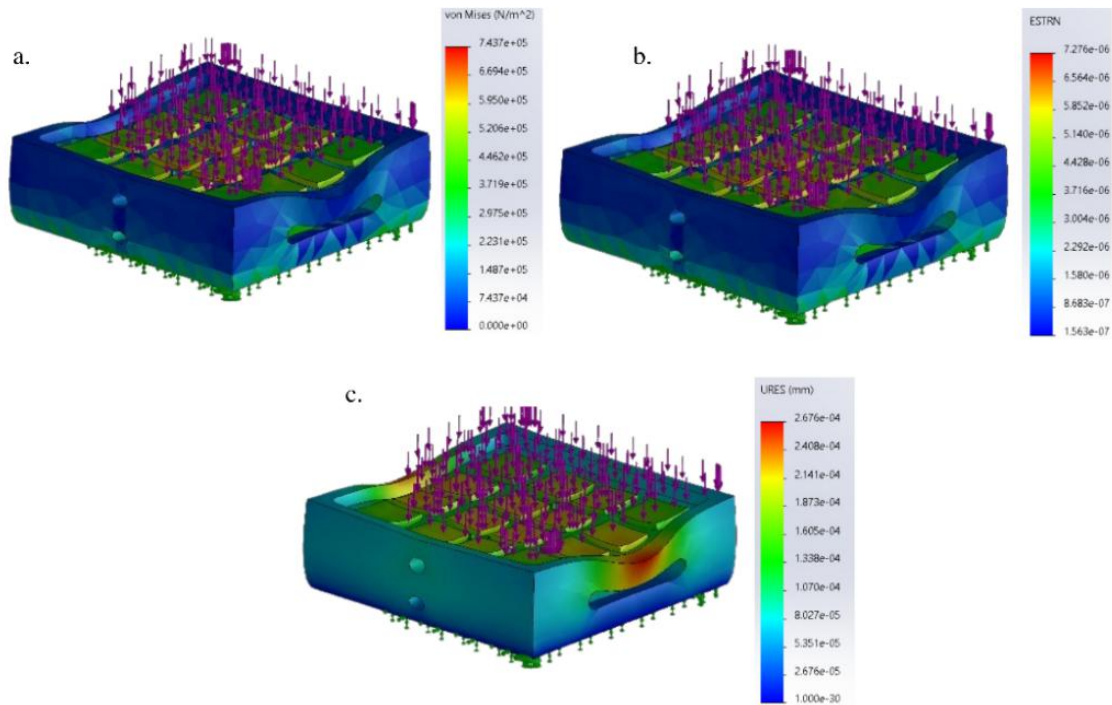 a.
von Mises (N/m^2)
7.437e+05
6.694e+05
5.950e+05
5.206e+05
4.462e+05
3.719e+05
2.975e+05
2.231e+05
1.487e+05
7.437e+04
0.000e+00
b.
ESTRN
7.276e-06
6.564e-06
5.852e-06
5.140e-06
4.428e-06
3.716e-06
3.004e-06
2.292e-06
1.580e-06
8.683e-07
1.563e-07
c.
URES (mm)
2.676e-04
2.408e-04
2.141e-04
1.873e-04
1.605e-04
1.338e-04
1.070e-04
8.027e-05
5.351e-05
2.676e-05
1.000e-30